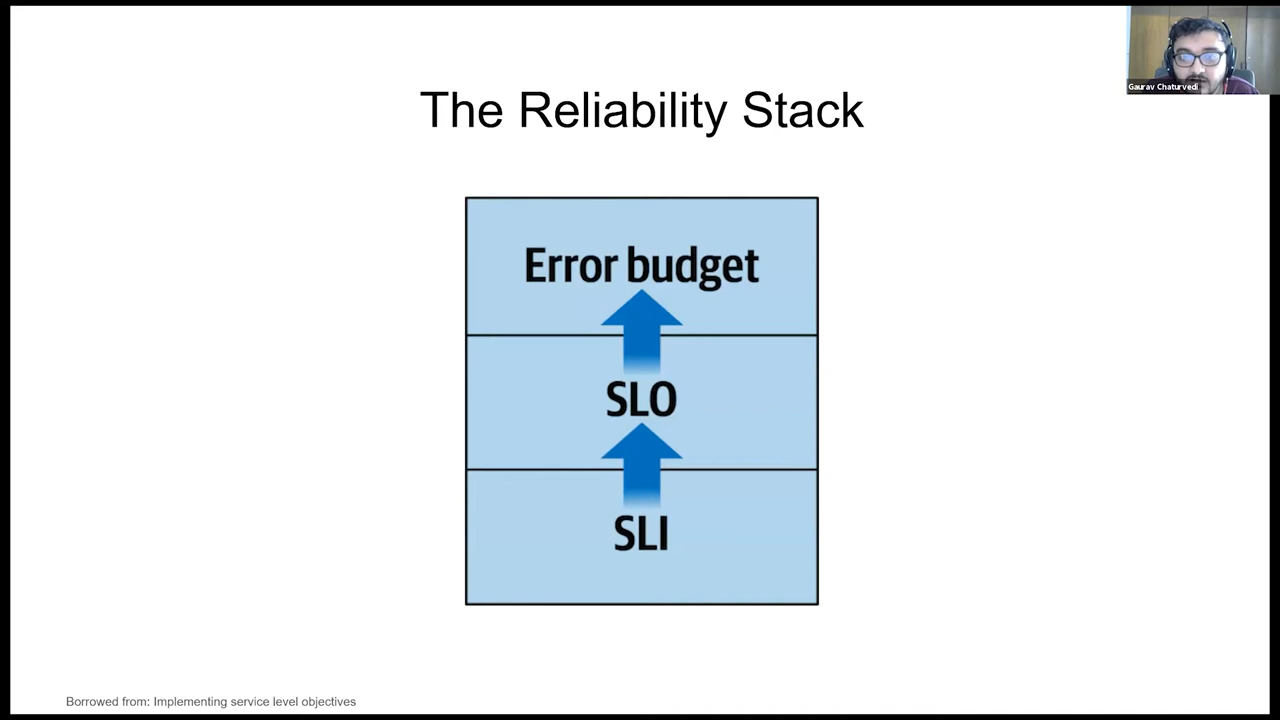 Gaurav Chaturvedi
The Reliability Stack
Error budget
SLO
SLI
Borrowed from: Implementing service level objectives